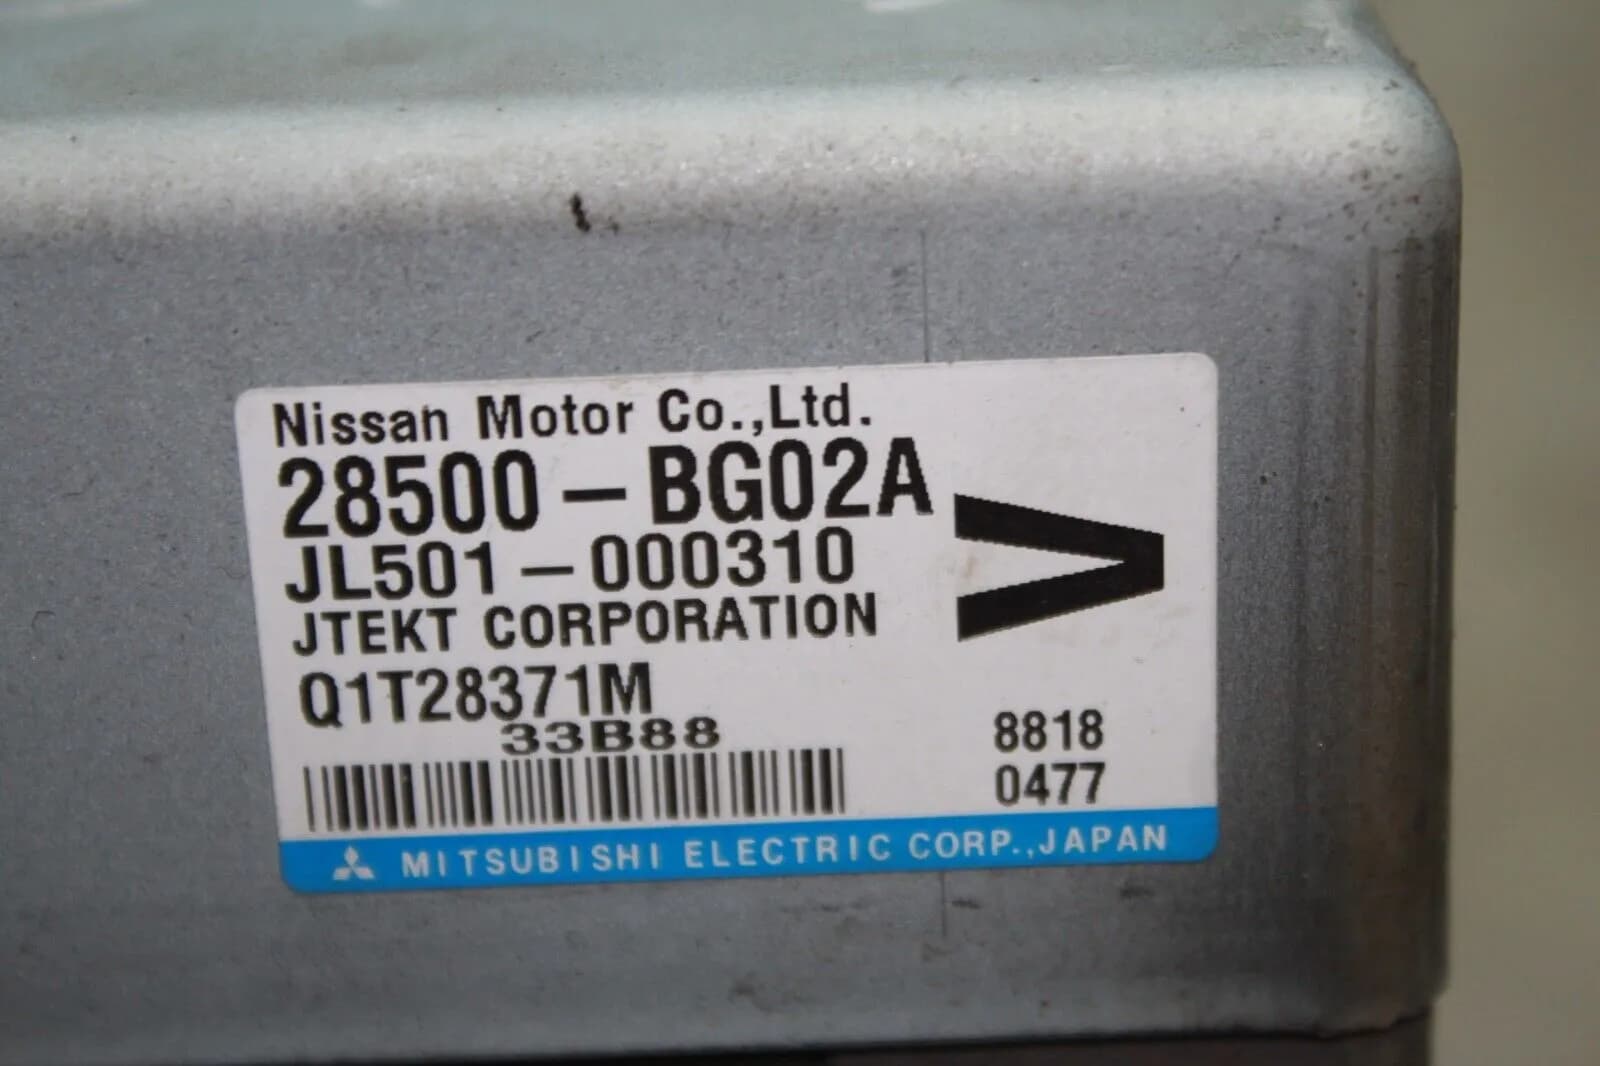 Nissan Motor Co.,Ltd.
28500-BG02A
JL501-000310
JTEKT CORPORATION
Q1T28371M
33B88
8818
0477
MITSUBISHI ELECTRIC CORP.,JAPAN